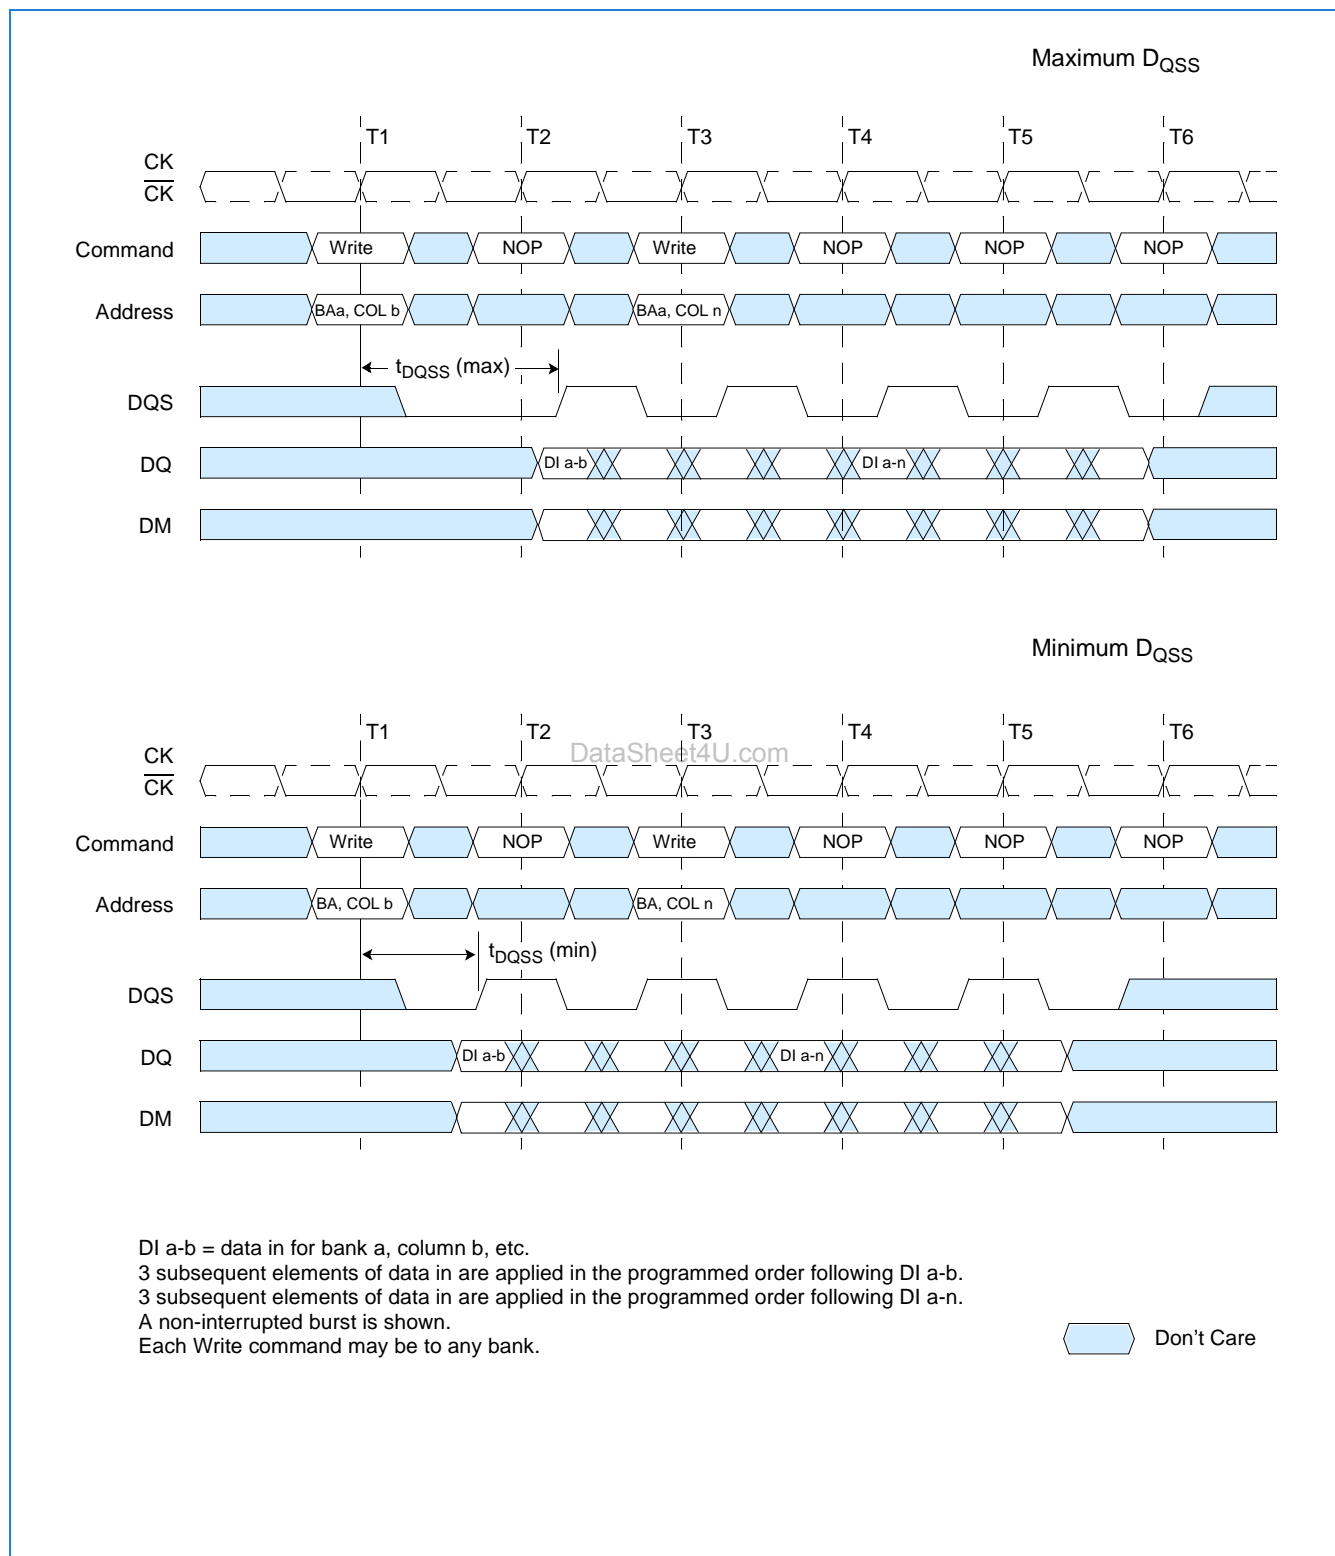 Maximum DQSS
T1 T2 T3 T4 T5 T6
CK
CK
Command Write NOP Write NOP NOP NOP
Address BAa, COL b BAa, COL n
tDQSS (max)
DQS
DQ DI a-b DI a-n
DM
Minimum DQSS
T1 T2 T3 T4 T5 T6
DataSheet4U.com
CK
CK
Command Write NOP Write NOP NOP NOP
Address BA, COL b BA, COL n
tDQSS (min)
DQS
DQ DI a-b DI a-n
DM
DI a-b = data in for bank a, column b, etc.
3 subsequent elements of data in are applied in the programmed order following DI a-b.
3 subsequent elements of data in are applied in the programmed order following DI a-n.
A non-interrupted burst is shown.
Each Write command may be to any bank.
Don't Care